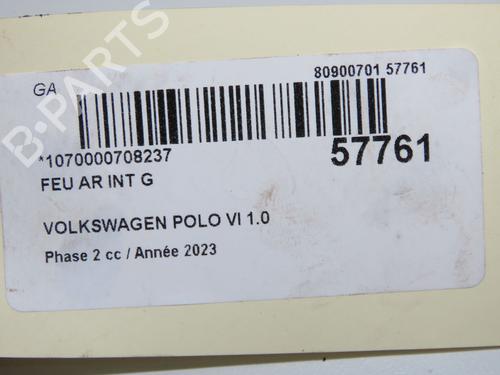 GA
80900701 57761
*1070000708237
57761
FEU AR INT G
VOLKSWAGEN POLO VI 1.0
Phase 2 cc / Année 2023
B-PARTS